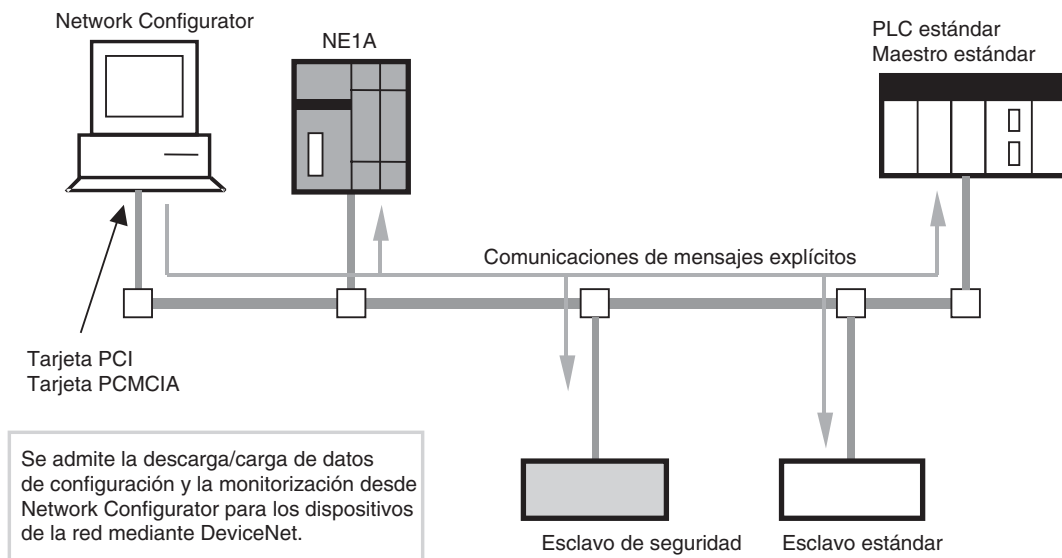 Network Configurator
NE1A
PLC estándar
Maestro estándar
Comunicaciones de mensajes explícitos
Tarjeta PCI
Tarjeta PCMCIA
Se admite la descarga/carga de datos
de configuración y la monitorización desde
Network Configurator para los dispositivos
de la red mediante DeviceNet.
Esclavo de seguridad
Esclavo estándar